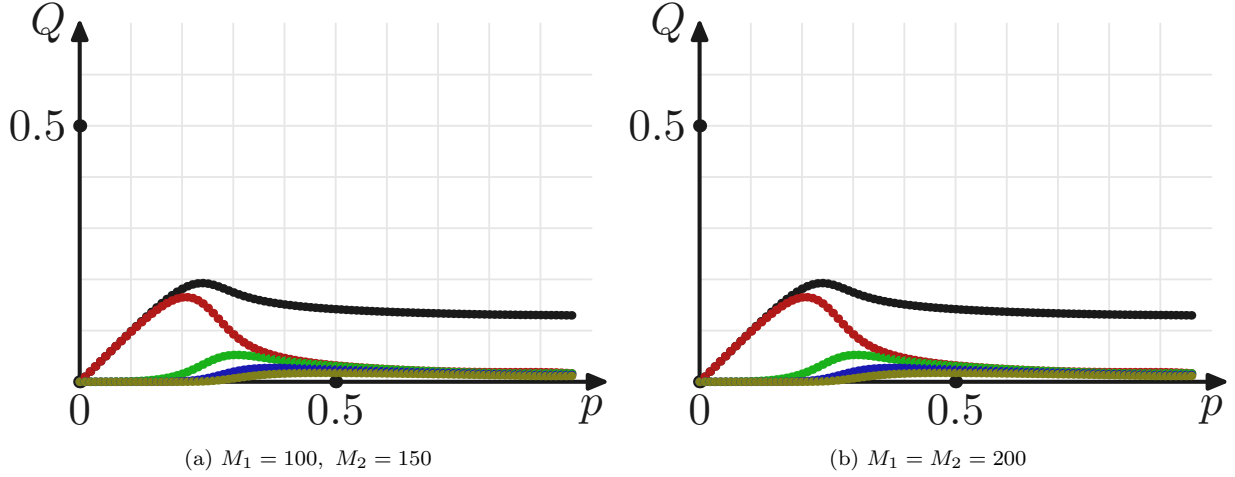 Q
0.5
0
0.5
p
(a) M₁ = 100, M₂ = 150
Q
0.5
0
0.5
p
(b) M₁ = M₂ = 200